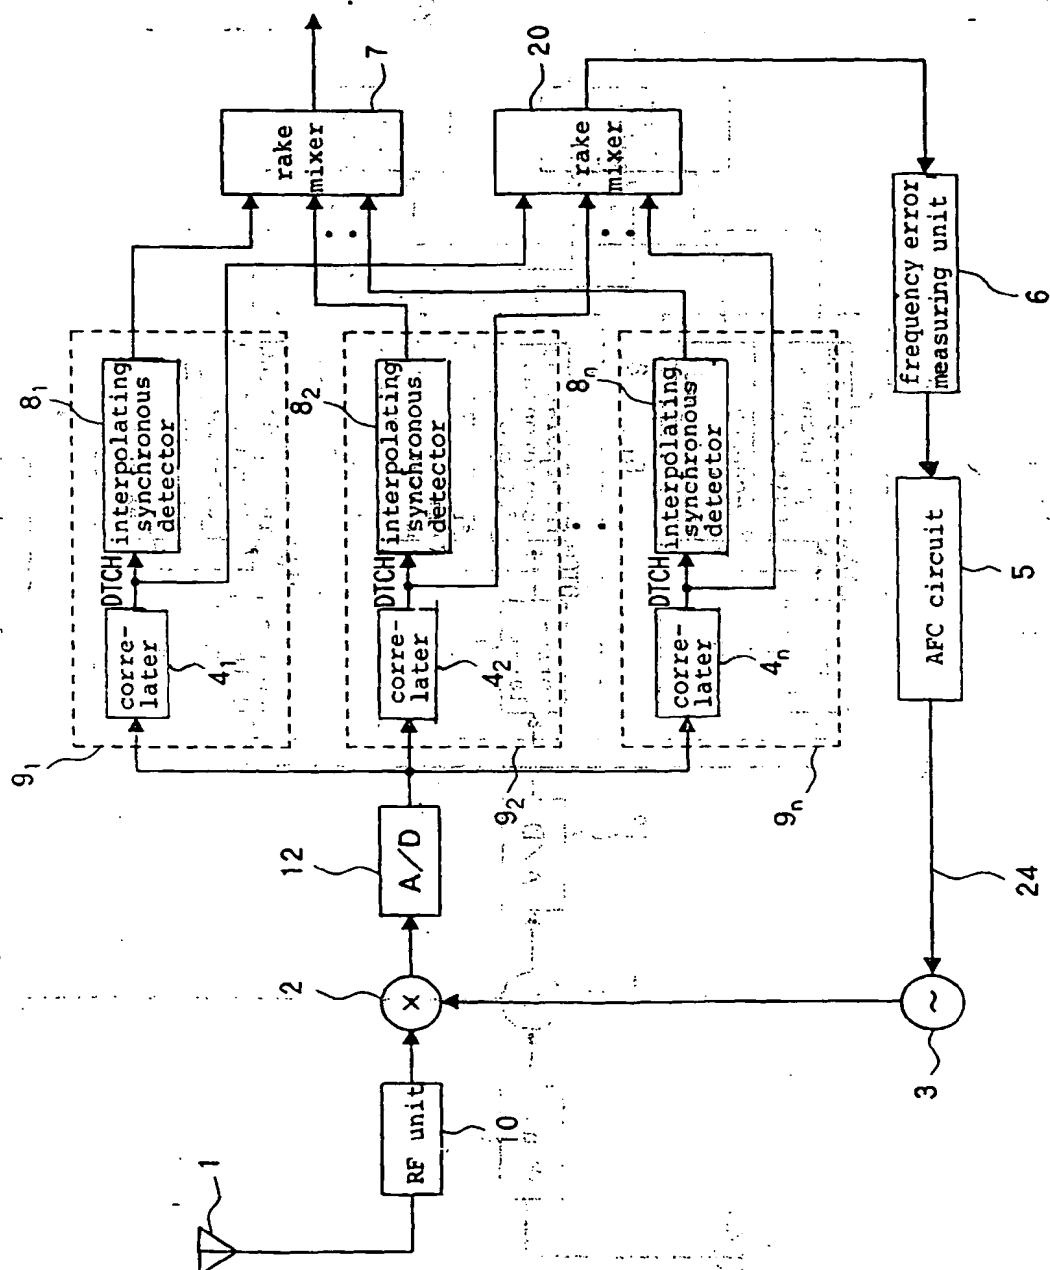 1
RF unit
10
2
x
12
A/D
3
~
24
9₁
corre-
later
4₁
DTCH
interpolating
synchronous
detector
8₁
9₂
corre-
later
4₂
DTCH
interpolating
synchronous
detector
8₂
9n
corre-
later
4n
DTCH
interpolating
synchronous
detector
8n
rake
mixer
7
rake
mixer
20
frequency error
measuring unit
6
AFC circuit
5